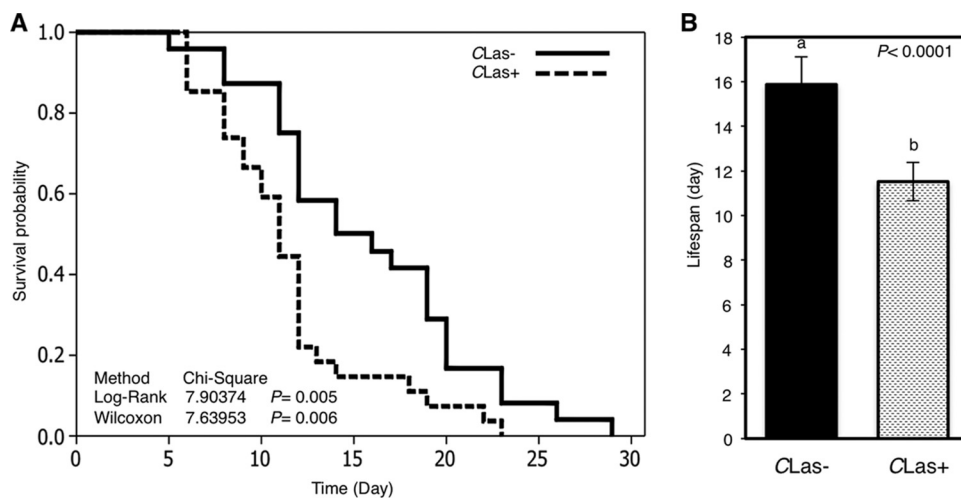 A
Survival probability
1.0
0.8
0.6
0.4
0.2
0.0
CLas-
CLas+
Method Chi-Square
Log-Rank 7.90374 P= 0.005
Wilcoxon 7.63953 P= 0.006
0 5 10 15 20 25 30
Time (Day)
B
Lifespan (day)
18
16
14
12
10
8
6
4
2
0
a
P< 0.0001
b
CLas- CLas+